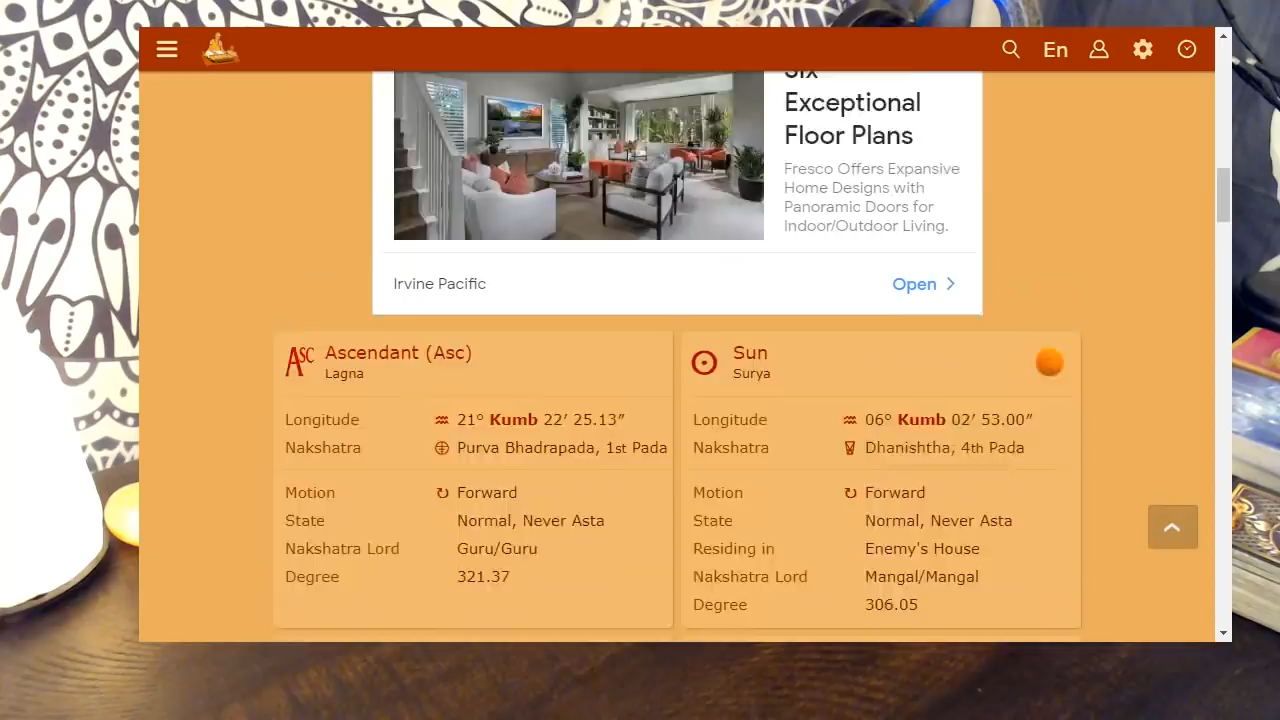 En
Six
Exceptional
Floor Plans
Fresco Offers Expansive
Home Designs with
Panoramic Doors for
Indoor/Outdoor Living.
Irvine Pacific
Open
Asc Ascendant (Asc)
Lagna
Longitude 21° Kumb 22′ 25.13″
Nakshatra Purva Bhadrapada, 1st Pada
Motion Forward
State Normal, Never Asta
Nakshatra Lord Guru/Guru
Degree 321.37
Sun
Surya
Longitude 06° Kumb 02′ 53.00″
Nakshatra Dhanishtha, 4th Pada
Motion Forward
State Normal, Never Asta
Residing in Enemy's House
Nakshatra Lord Mangal/Mangal
Degree 306.05